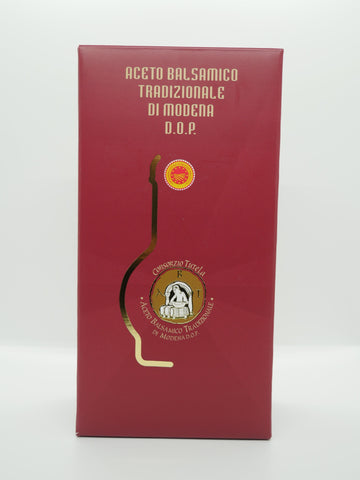 ACETO BALSAMICO
TRADIZIONALE
DI MODENA
D.O.P.
CONSORZIO TUTELA
ACETO BALSAMICO TRADIZIONALE
DI MODENA D.O.P.